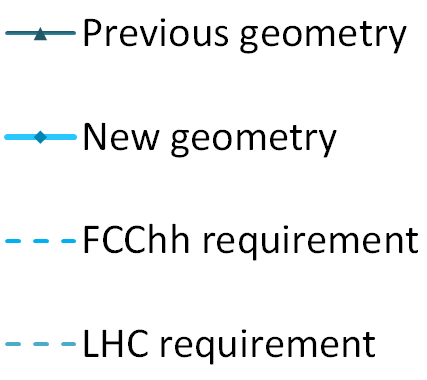 Previous geometry
New geometry
FCChh requirement
LHC requirement